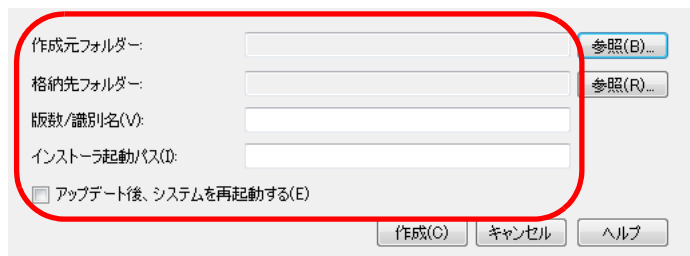 作成元フォルダー: 参照(B)...
格納先フォルダー: 参照(R)...
版数/識別名(V):
インストーラ起動パス(I):
アップデート後、システムを再起動する(E)
作成(C) キャンセル ヘルプ